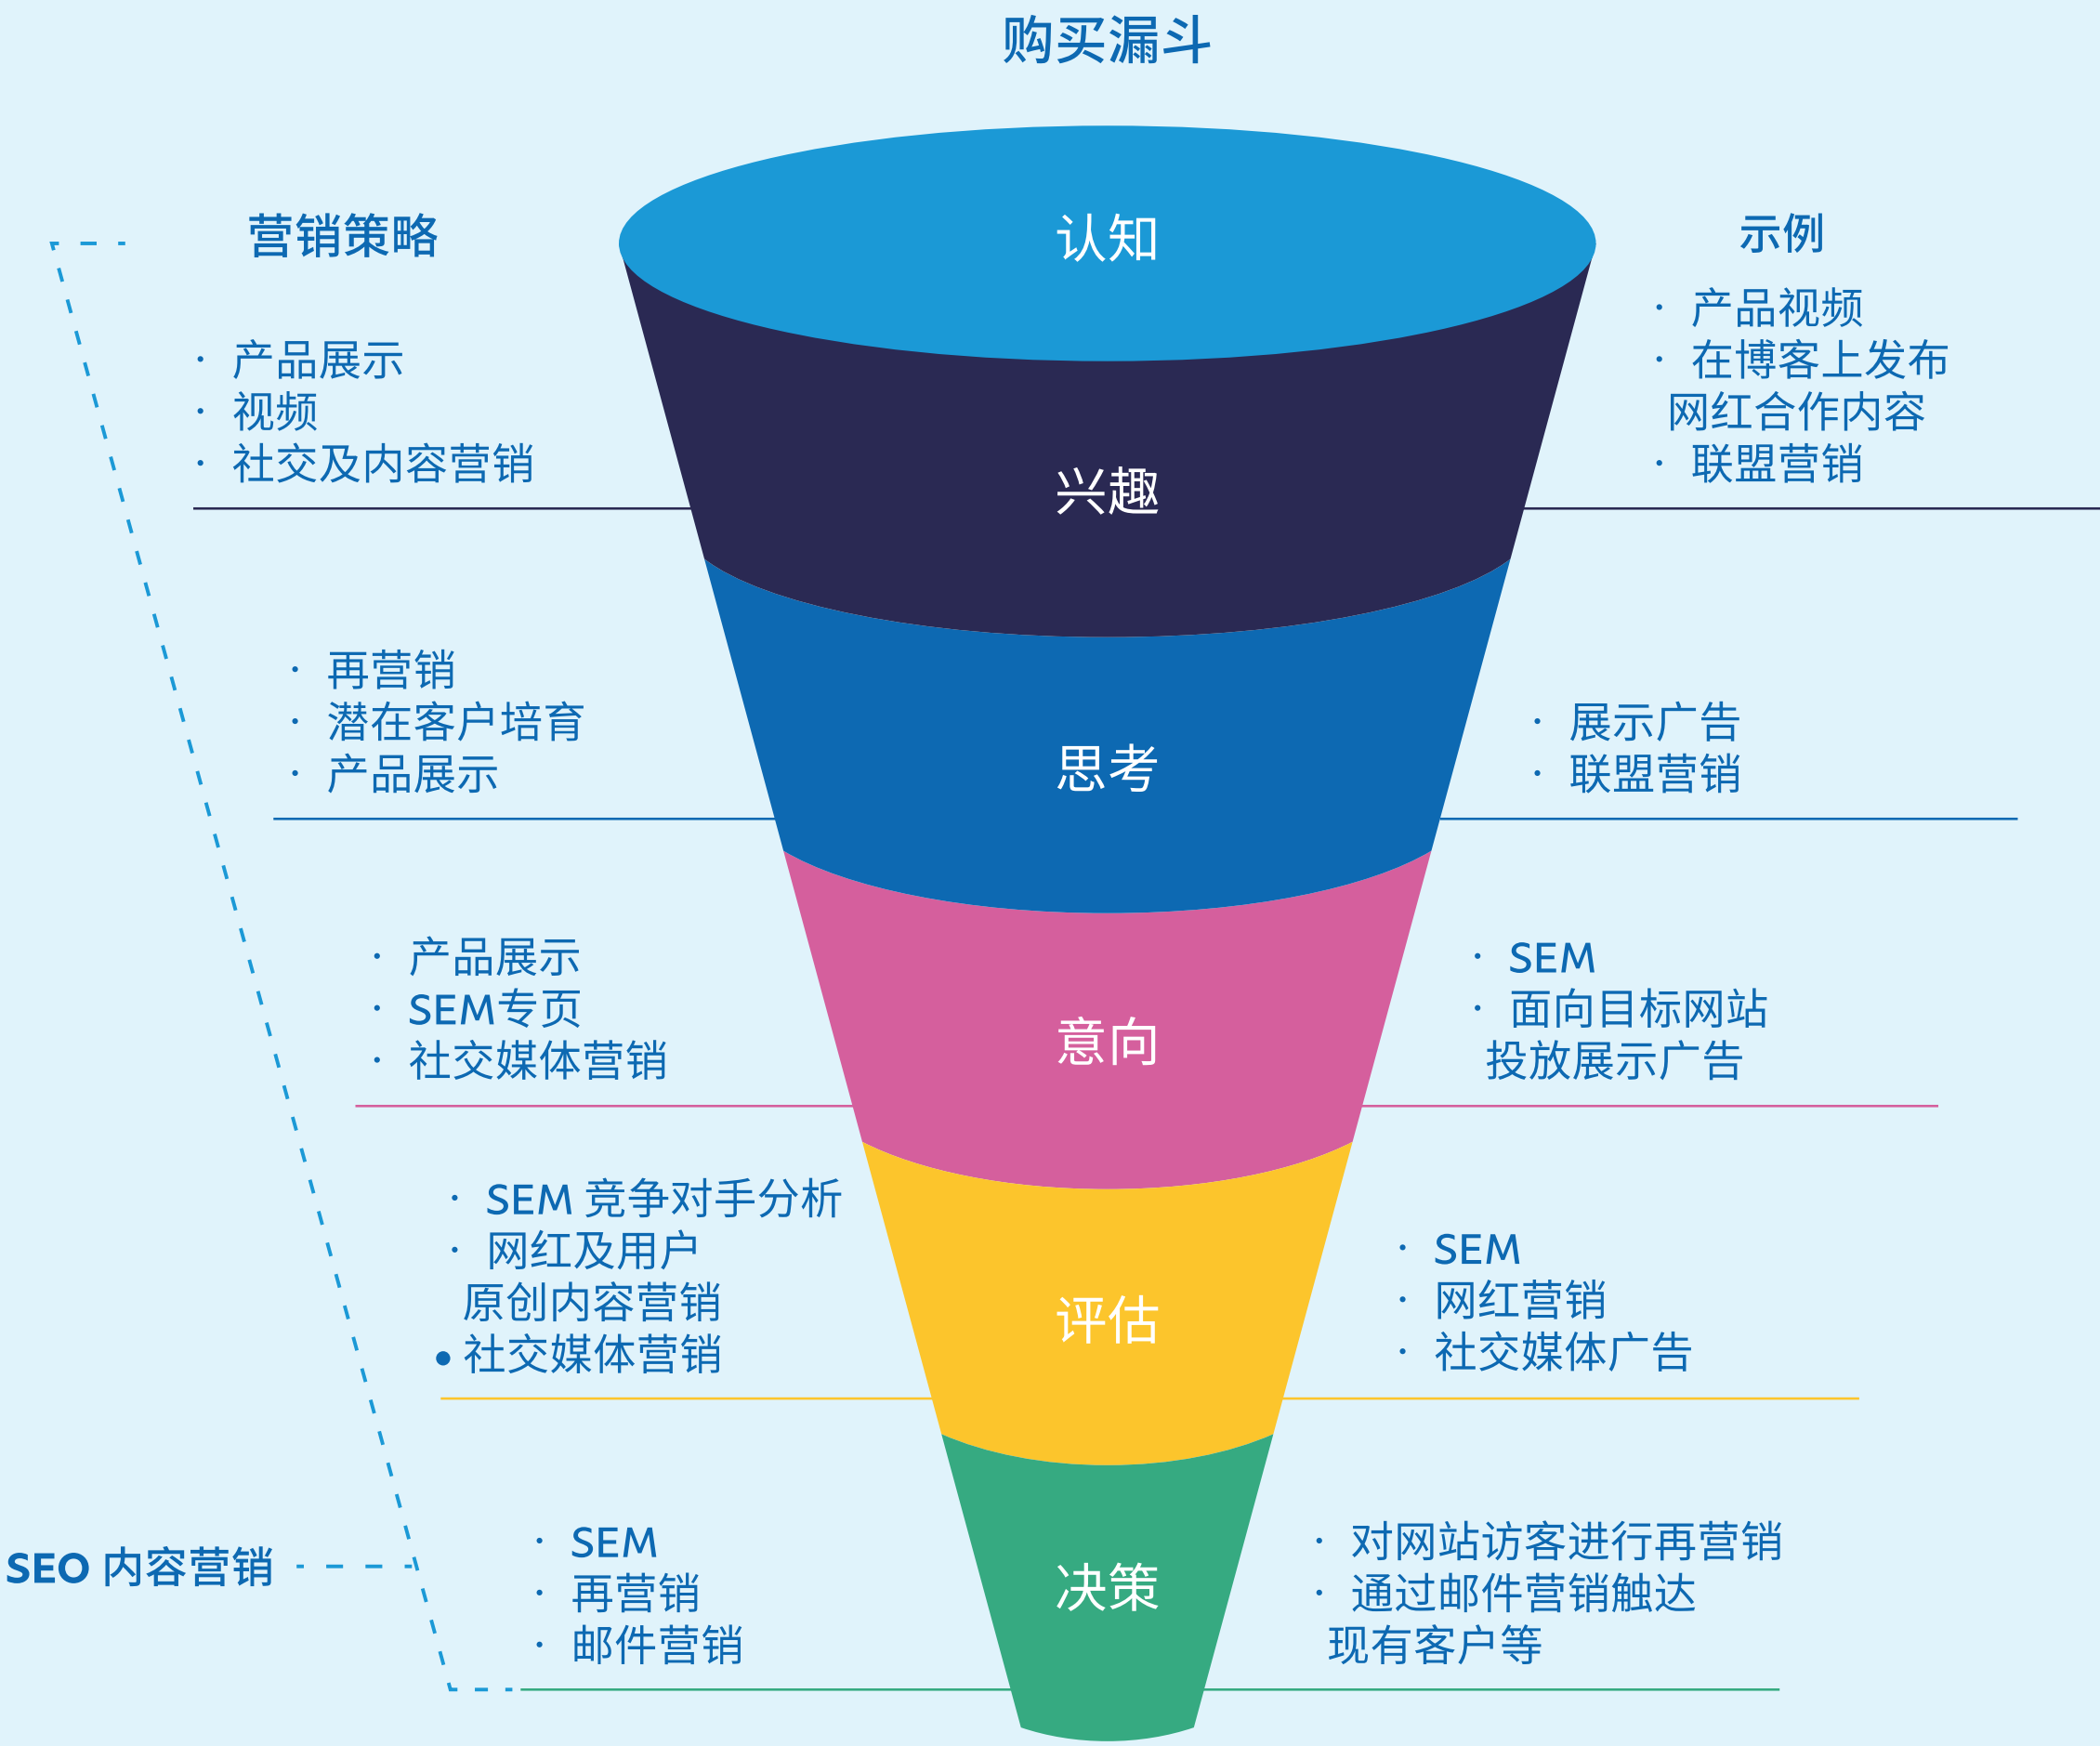 购买漏斗
认知
营销策略
· 产品展示
· 视频
· 社交及内容营销
兴趣
示例
· 产品视频
· 在博客上发布
网红合作内容
· 联盟营销
· 再营销
· 潜在客户培育
· 产品展示
思考
· 展示广告
· 联盟营销
· 产品展示
· SEM专页
· 社交媒体营销
意向
· SEM
· 面向目标网站
投放展示广告
· SEM 竞争对手分析
· 网红及用户
原创内容营销
• 社交媒体营销
评估
· SEM
· 网红营销
· 社交媒体广告
SEO 内容营销
· SEM
· 再营销
· 邮件营销
决策
· 对网站访客进行再营销
· 通过邮件营销触达
现有客户等